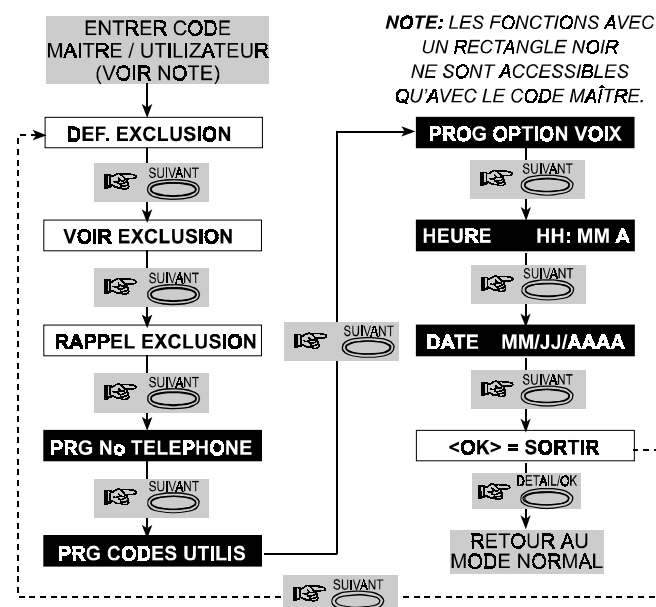 ENTRER CODE
MAITRE / UTILIZATEUR
(VOIR NOTE)
DEF. EXCLUSION
SUIVANT
VOIR EXCLUSION
SUIVANT
RAPPEL EXCLUSION
SUIVANT
PRG No TELEPHONE
SUIVANT
PRG CODES UTILIS
SUIVANT
NOTE: LES FONCTIONS AVEC
UN RECTANGLE NOIR
NE SONT ACCESSIBLES
QU'AVEC LE CODE MAÎTRE.
PROG OPTION VOIX
SUIVANT
HEURE HH: MM A
SUIVANT
DATE MM/JJ/AAAA
SUIVANT
<OK> = SORTIR
DETAIL/OK
RETOUR AU
MODE NORMAL
SUIVANT